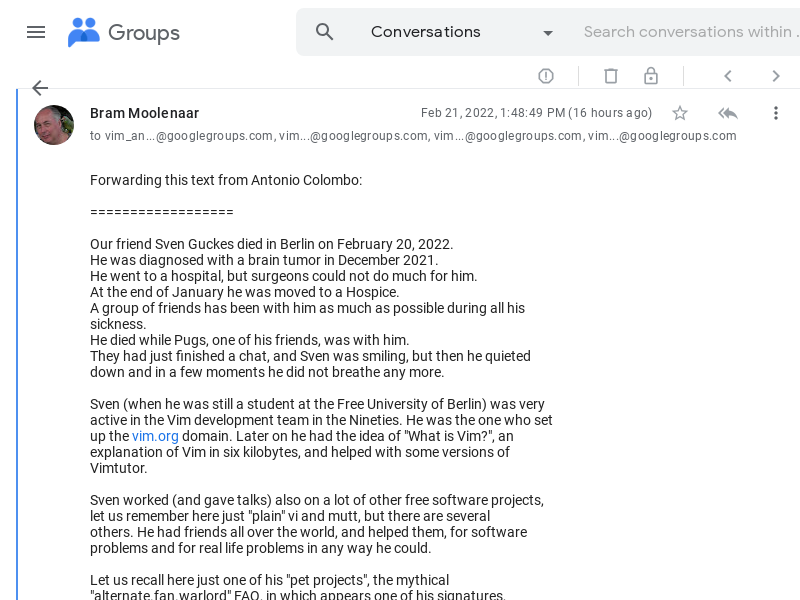 Groups
Conversations
Search conversations within .
Bram Moolenaar
Feb 21, 2022, 1:48:49 PM (16 hours ago)
to vim_an...@googlegroups.com, vim...@googlegroups.com, vim...@googlegroups.com, vim...@googlegroups.com
Forwarding this text from Antonio Colombo:
==================
Our friend Sven Guckes died in Berlin on February 20, 2022.
He was diagnosed with a brain tumor in December 2021.
He went to a hospital, but surgeons could not do much for him.
At the end of January he was moved to a Hospice.
A group of friends has been with him as much as possible during all his
sickness.
He died while Pugs, one of his friends, was with him.
They had just finished a chat, and Sven was smiling, but then he quieted
down and in a few moments he did not breathe any more.
Sven (when he was still a student at the Free University of Berlin) was very
active in the Vim development team in the Nineties. He was the one who set
up the vim.org domain. Later on he had the idea of "What is Vim?", an
explanation of Vim in six kilobytes, and helped with some versions of
Vimtutor.
Sven worked (and gave talks) also on a lot of other free software projects,
let us remember here just "plain" vi and mutt, but there are several
others. He had friends all over the world, and helped them, for software
problems and for real life problems in any way he could.
Let us recall here just one of his "pet projects", the mythical
"alternate.fan.warlord" FAQ, in which appears one of his signatures.